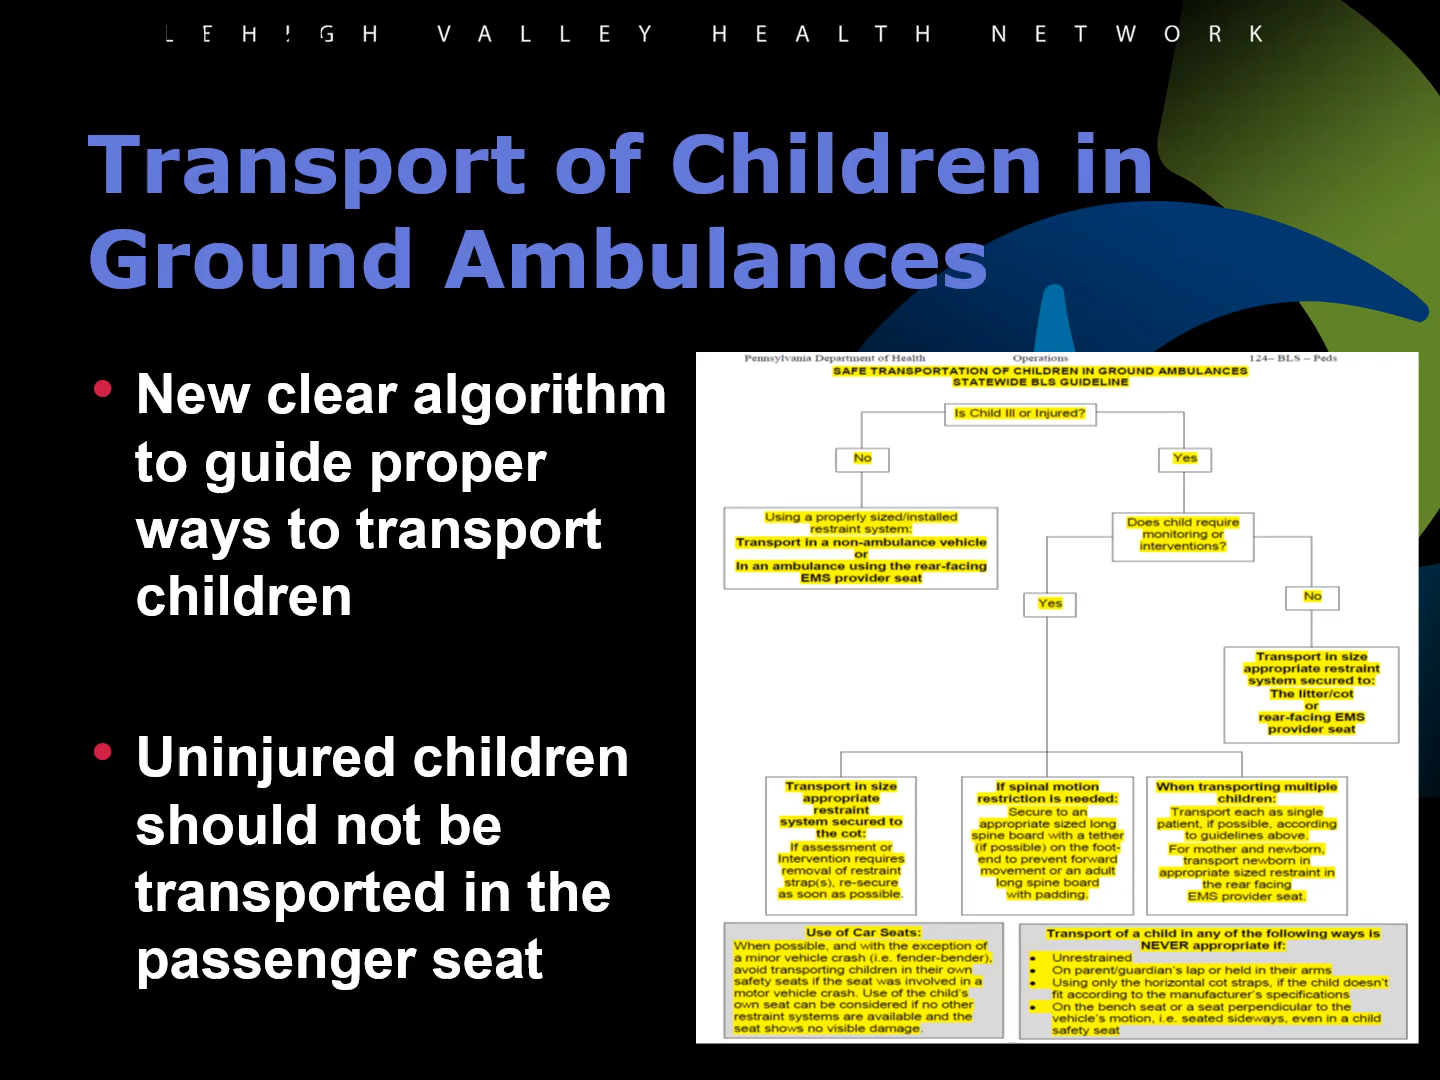 LEHIGH VALLEY HEALTH NETWORK
Transport of Children in
Ground Ambulances
• New clear algorithm
to guide proper
ways to transport
children
• Uninjured children
should not be
transported in the
passenger seat
Pennsylvania Department of Health Operations 124– BLS – Peds
SAFE TRANSPORTATION OF CHILDREN IN GROUND AMBULANCES
STATEWIDE BLS GUIDELINE
Is Child Ill or Injured?
No
Yes
Using a properly sized/installed
restraint system:
Transport in a non-ambulance vehicle
or
In an ambulance using the rear-facing
EMS provider seat
Does child require
monitoring or
interventions?
Yes
No
Transport in size
appropriate restraint
system secured to:
The litter/cot
or
rear-facing EMS
provider seat
Transport in size
appropriate
restraint
system secured to
the cot:
If assessment or
Intervention requires
removal of restraint
strap(s), re-secure
as soon as possible.
If spinal motion
restriction is needed:
Secure to an
appropriate sized long
spine board with a tether
(if possible) on the foot-
end to prevent forward
movement or an adult
long spine board
with padding.
When transporting multiple
children:
Transport each as single
patient, if possible, according
to guidelines above.
For mother and newborn,
transport newborn in
appropriate sized restraint in
the rear facing
EMS provider seat.
Use of Car Seats:
When possible, and with the exception of
a minor vehicle crash (i.e. fender-bender),
avoid transporting children in their own
safety seats if the seat was involved in a
motor vehicle crash. Use of the child's
own seat can be considered if no other
restraint systems are available and the
seat shows no visible damage.
Transport of a child in any of the following ways is
NEVER appropriate if:
• Unrestrained
• On parent/guardian's lap or held in their arms
• Using only the horizontal cot straps, if the child doesn't
fit according to the manufacturer's specifications
• On the bench seat or a seat perpendicular to the
vehicle's motion, i.e. seated sideways, even in a child
safety seat